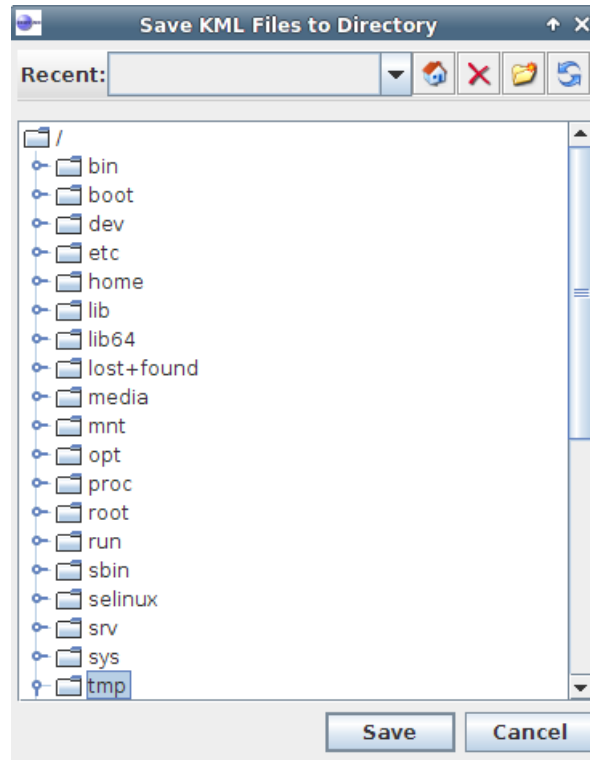 Save KML Files to Directory
Recent:
/
bin
boot
dev
etc
home
lib
lib64
lost+found
media
mnt
opt
proc
root
run
sbin
selinux
srv
sys
tmp
Save Cancel